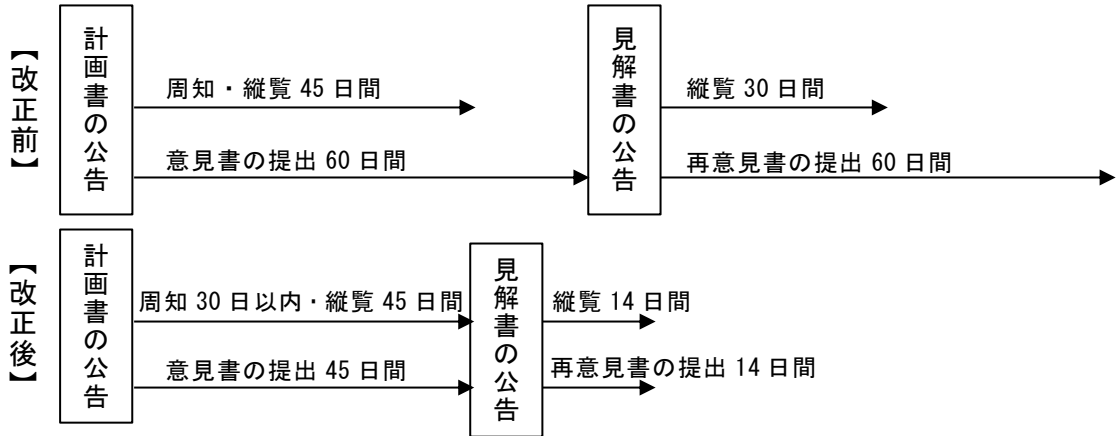 【改正前】
計画書の公告
周知・縦覧 45 日間
意見書の提出 60 日間
見解書の公告
縦覧 30 日間
再意見書の提出 60 日間
【改正後】
計画書の公告
周知 30 日以内・縦覧 45 日間
意見書の提出 45 日間
見解書の公告
縦覧 14 日間
再意見書の提出 14 日間